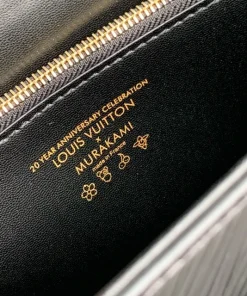 20 YEAR ANNIVERSARY CELEBRATION
LOUIS VUITTON
×
MURAKAMI
made in France